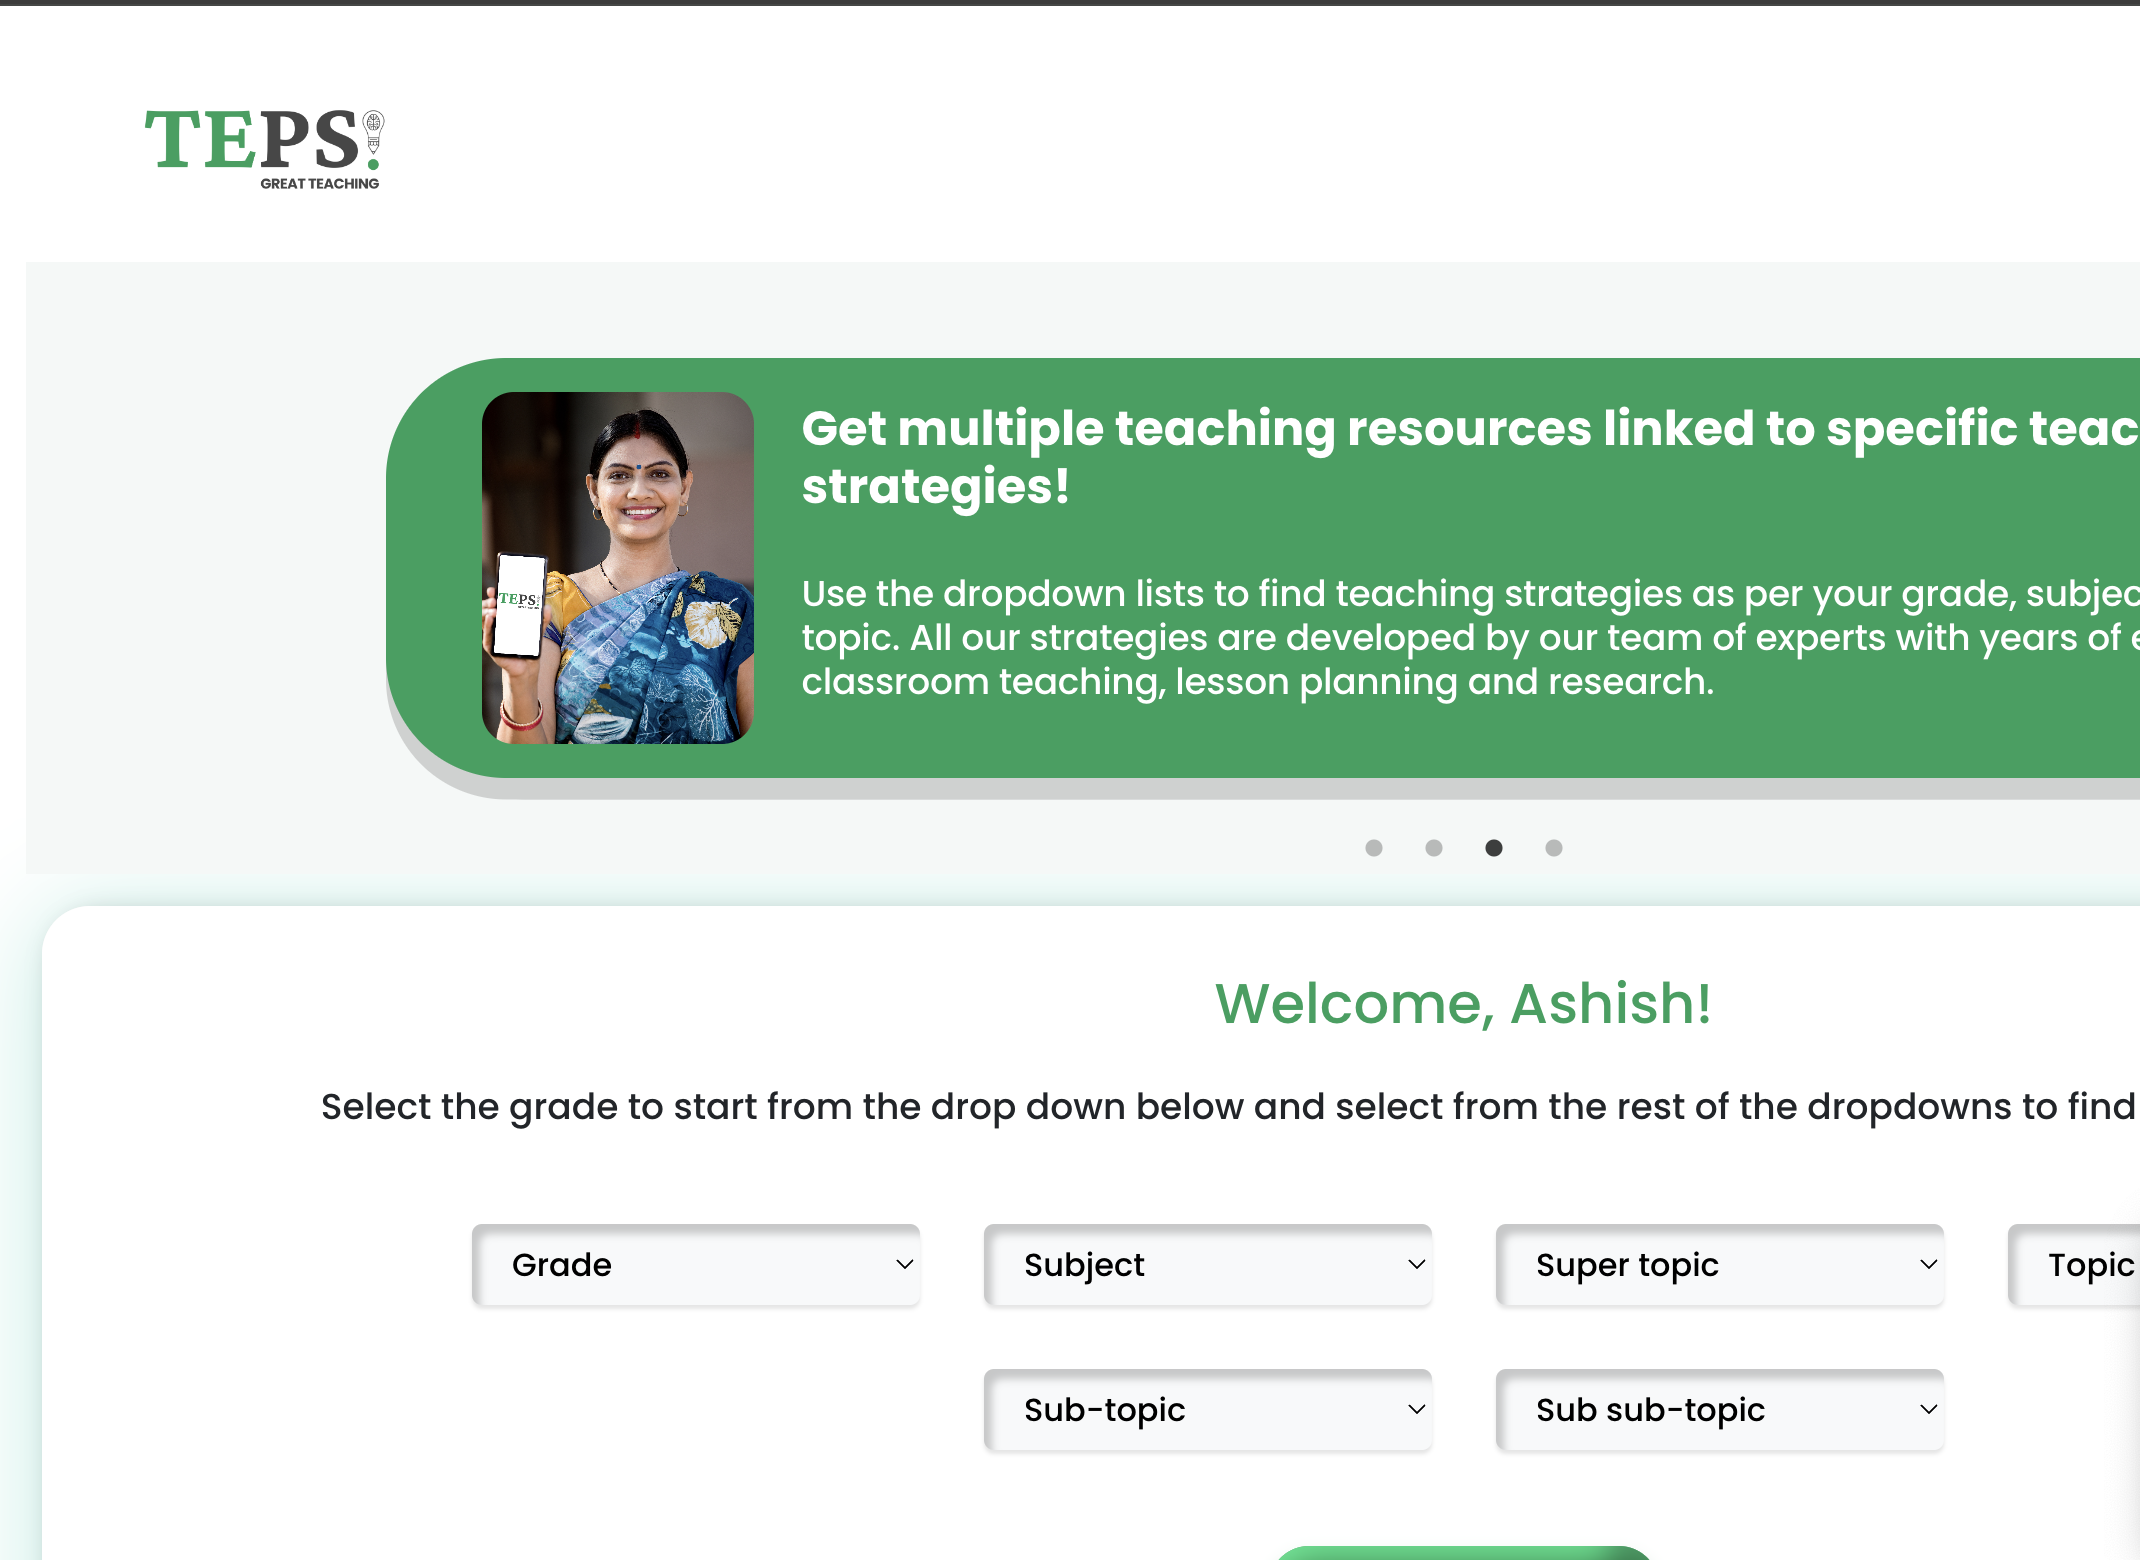 TEPS!
GREAT TEACHING
Get multiple teaching resources linked to specific teac
strategies!
TEPS
Use the dropdown lists to find teaching strategies as per your grade, subjec
topic. All our strategies are developed by our team of experts with years of e
classroom teaching, lesson planning and research.
Welcome, Ashish!
Select the grade to start from the drop down below and select from the rest of the dropdowns to find
Grade
Subject
Super topic
Topic
Sub-topic
Sub sub-topic